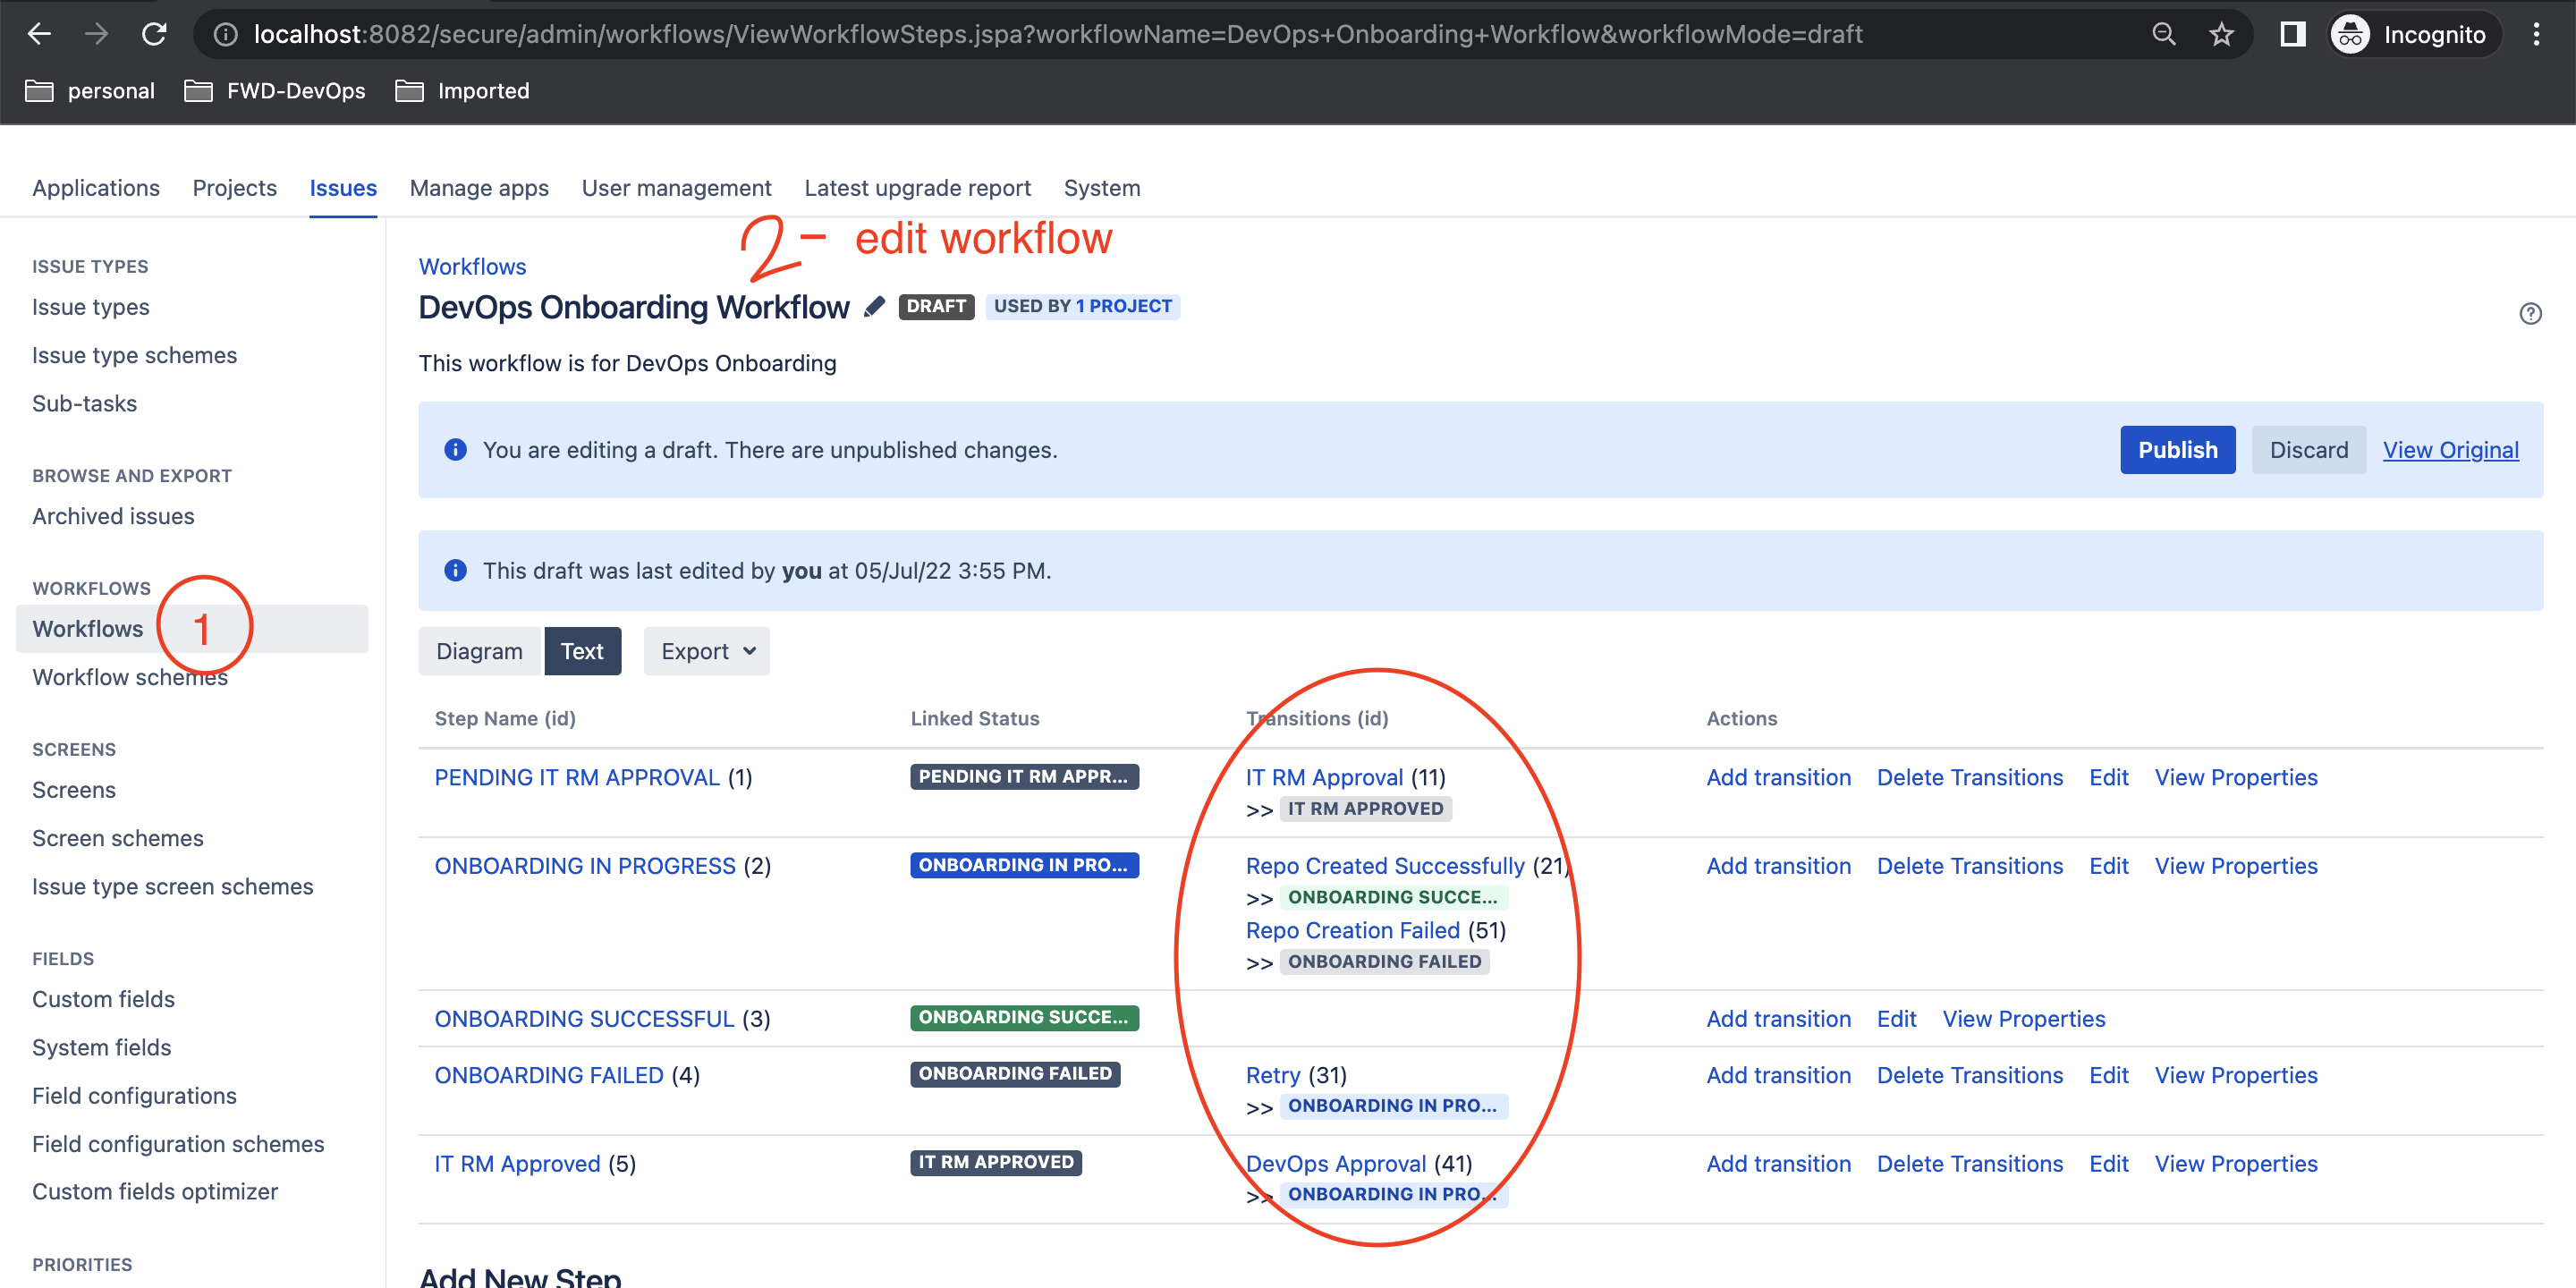 localhost:8082/secure/admin/workflows/ViewWorkflowSteps.jspa?workflowName=DevOps+Onboarding+Workflow&workflowMode=draft Incognito
personal FWD-DevOps Imported
Applications Projects Issues Manage apps User management Latest upgrade report System
2- edit workflow
ISSUE TYPES
Issue types
Issue type schemes
Sub-tasks
BROWSE AND EXPORT
Archived issues
WORKFLOWS
Workflows 1
Workflow schemes
SCREENS
Screens
Screen schemes
Issue type screen schemes
FIELDS
Custom fields
System fields
Field configurations
Field configuration schemes
Custom fields optimizer
PRIORITIES
Workflows
DevOps Onboarding Workflow DRAFT USED BY 1 PROJECT
This workflow is for DevOps Onboarding
You are editing a draft. There are unpublished changes. Publish Discard View Original
This draft was last edited by you at 05/Jul/22 3:55 PM.
Diagram Text Export
Step Name (id) Linked Status Transitions (id) Actions
PENDING IT RM APPROVAL (1) PENDING IT RM APPR... IT RM Approval (11) Add transition Delete Transitions Edit View Properties
>> IT RM APPROVED
ONBOARDING IN PROGRESS (2) ONBOARDING IN PRO... Repo Created Successfully (21) Add transition Delete Transitions Edit View Properties
>> ONBOARDING SUCCE...
Repo Creation Failed (51)
>> ONBOARDING FAILED
ONBOARDING SUCCESSFUL (3) ONBOARDING SUCCE... Add transition Edit View Properties
ONBOARDING FAILED (4) ONBOARDING FAILED Retry (31) Add transition Delete Transitions Edit View Properties
>> ONBOARDING IN PRO...
IT RM Approved (5) IT RM APPROVED DevOps Approval (41) Add transition Delete Transitions Edit View Properties
>> ONBOARDING IN PRO...
Add New Step